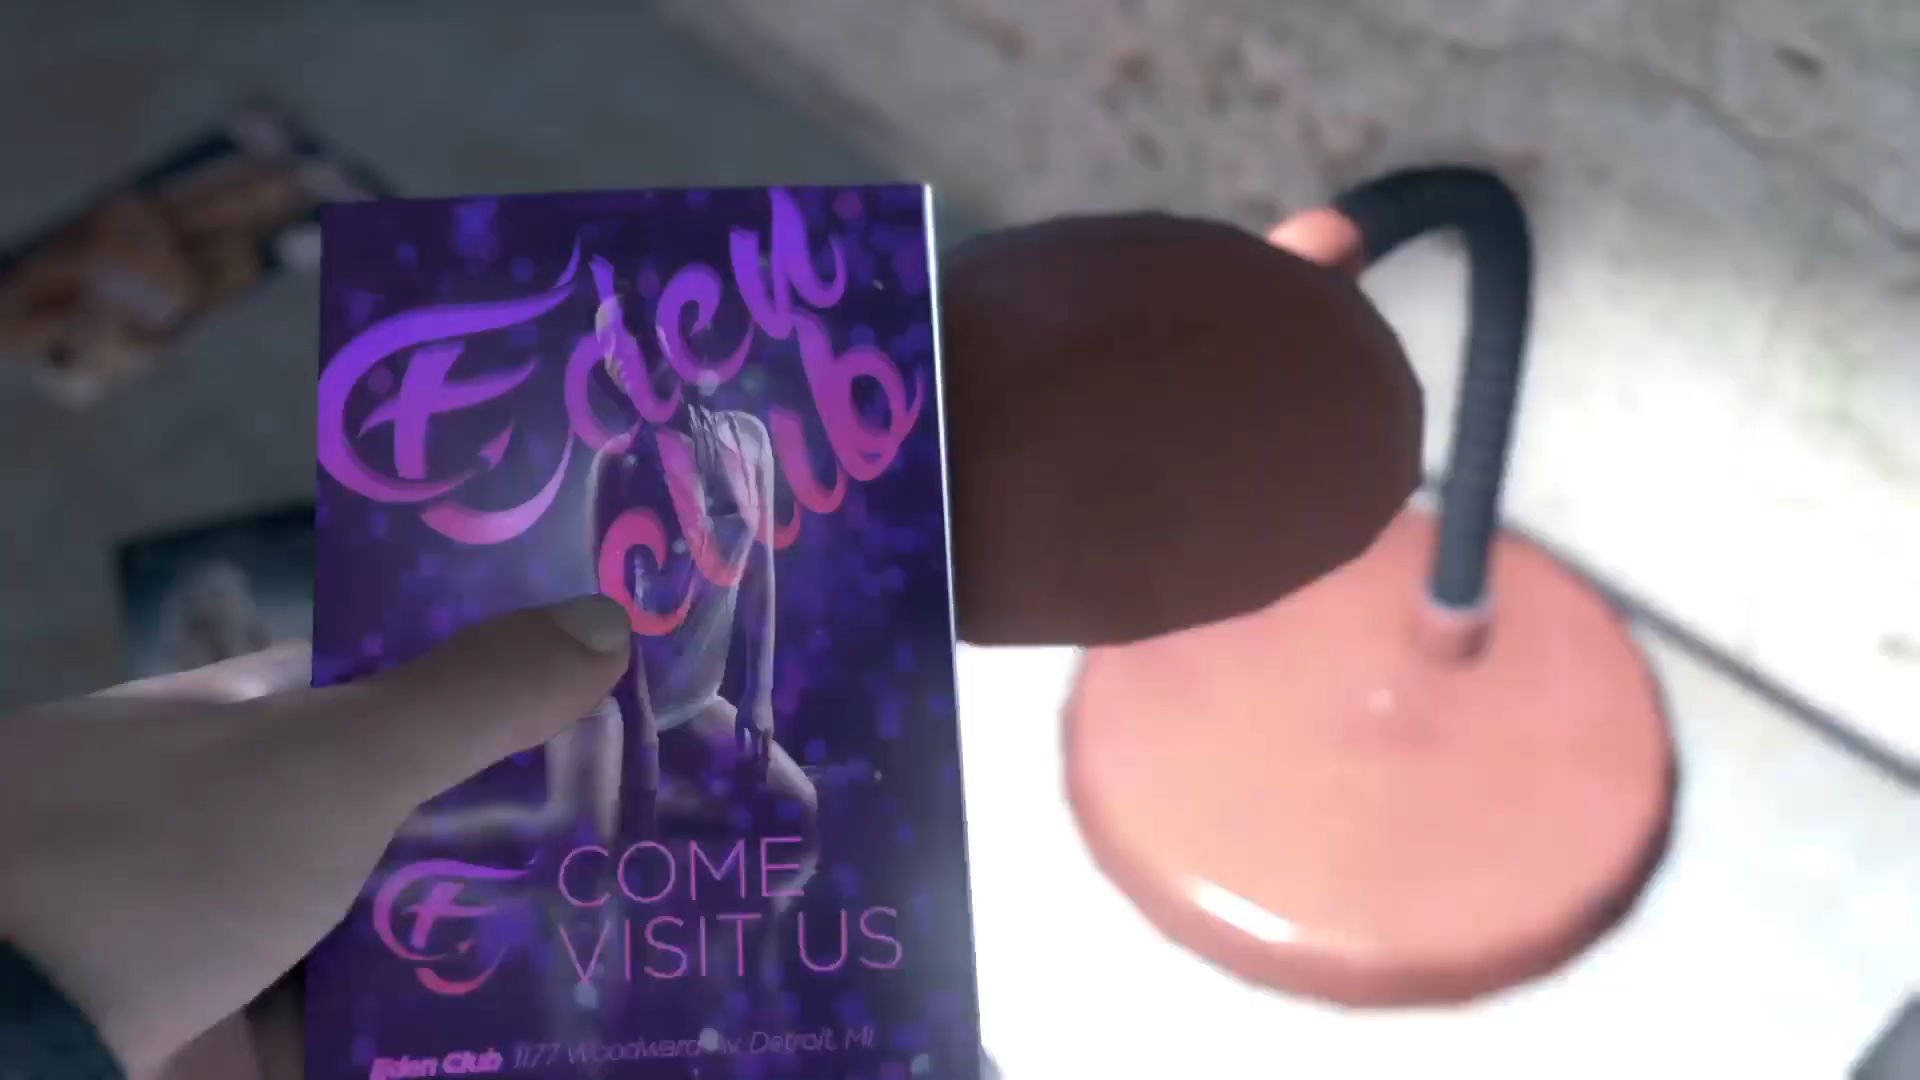 Eden
club
COME
VISIT US
Eden Club 1177 Woodward Av. Detroit, MI